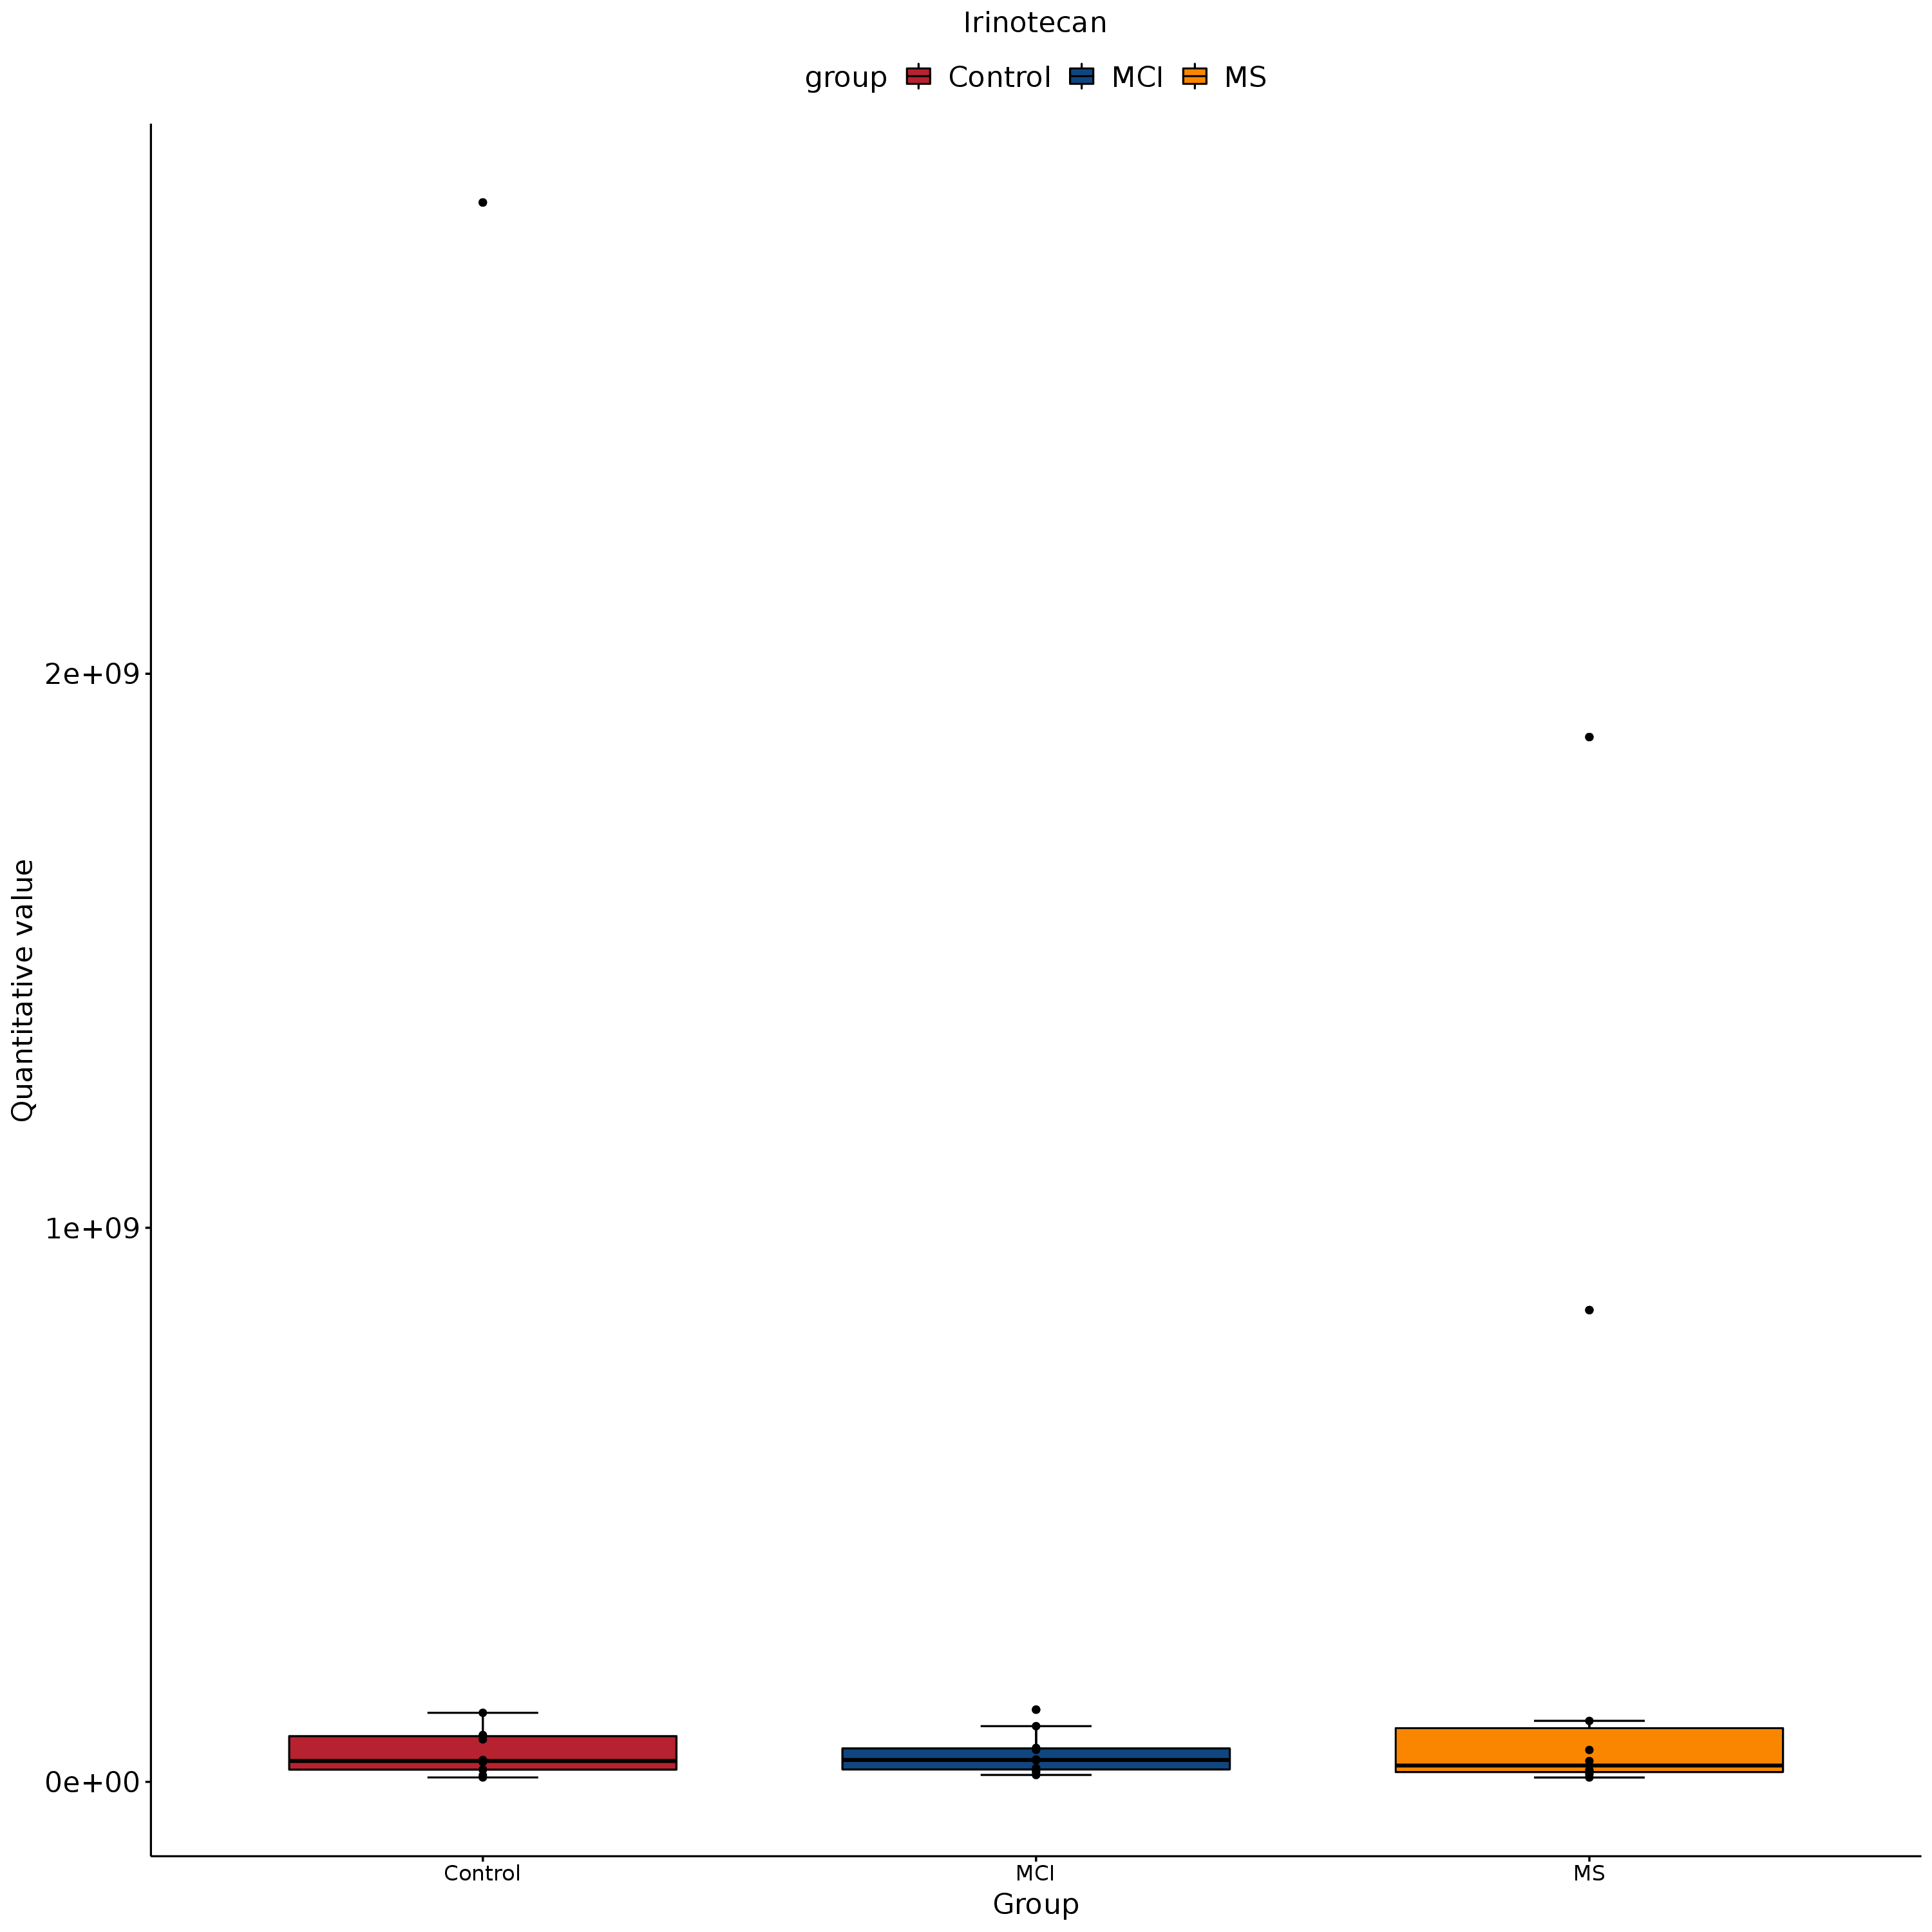 Irinotecan
group Control MCI MS
Quantitative value
2e+09
1e+09
0e+00
Control MCI MS
Group